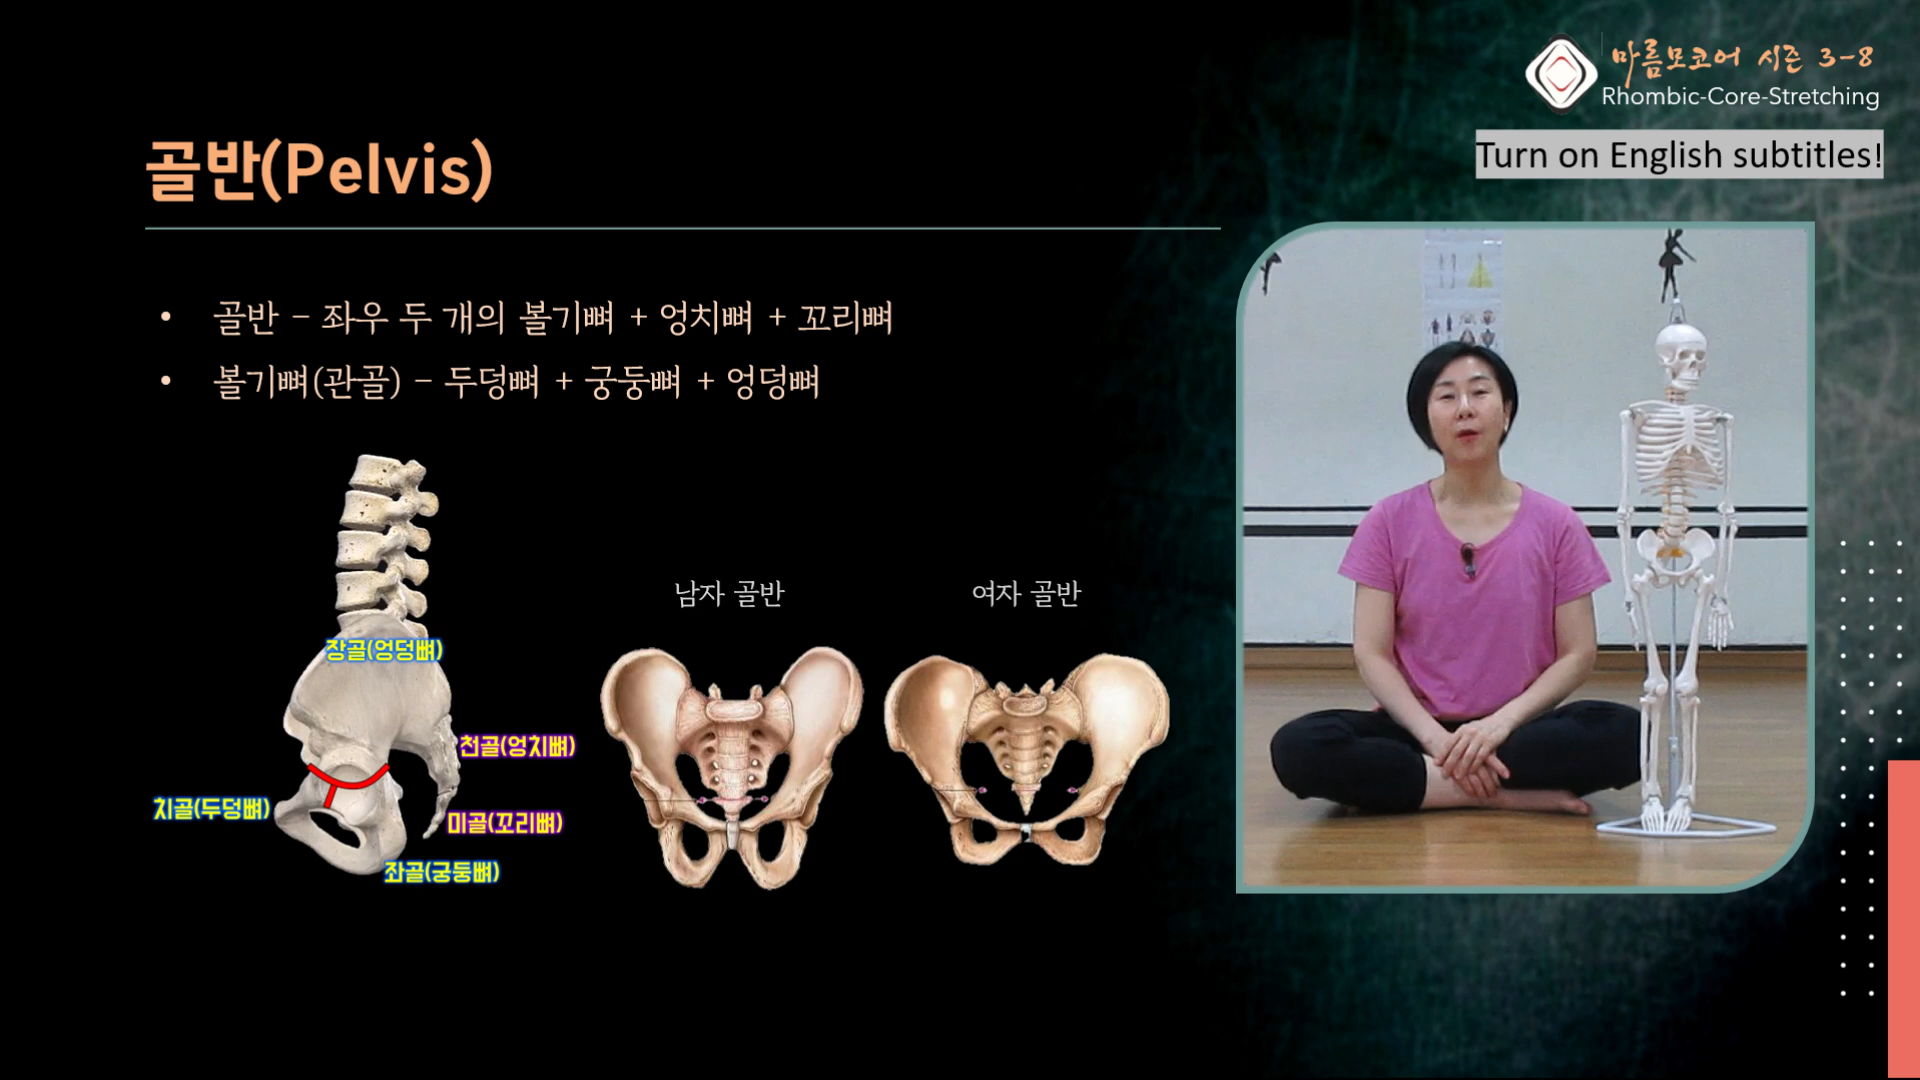 마름모코어 시즌 3-8
Rhombic-Core-Stretching
Turn on English subtitles!
골반(Pelvis)
• 골반 – 좌우 두 개의 볼기뼈 + 엉치뼈 + 꼬리뼈
• 볼기뼈(관골) – 두덩뼈 + 궁둥뼈 + 엉덩뼈
남자 골반
여자 골반
장골(엉덩뼈)
천골(엉치뼈)
치골(두덩뼈)
미골(꼬리뼈)
좌골(궁둥뼈)